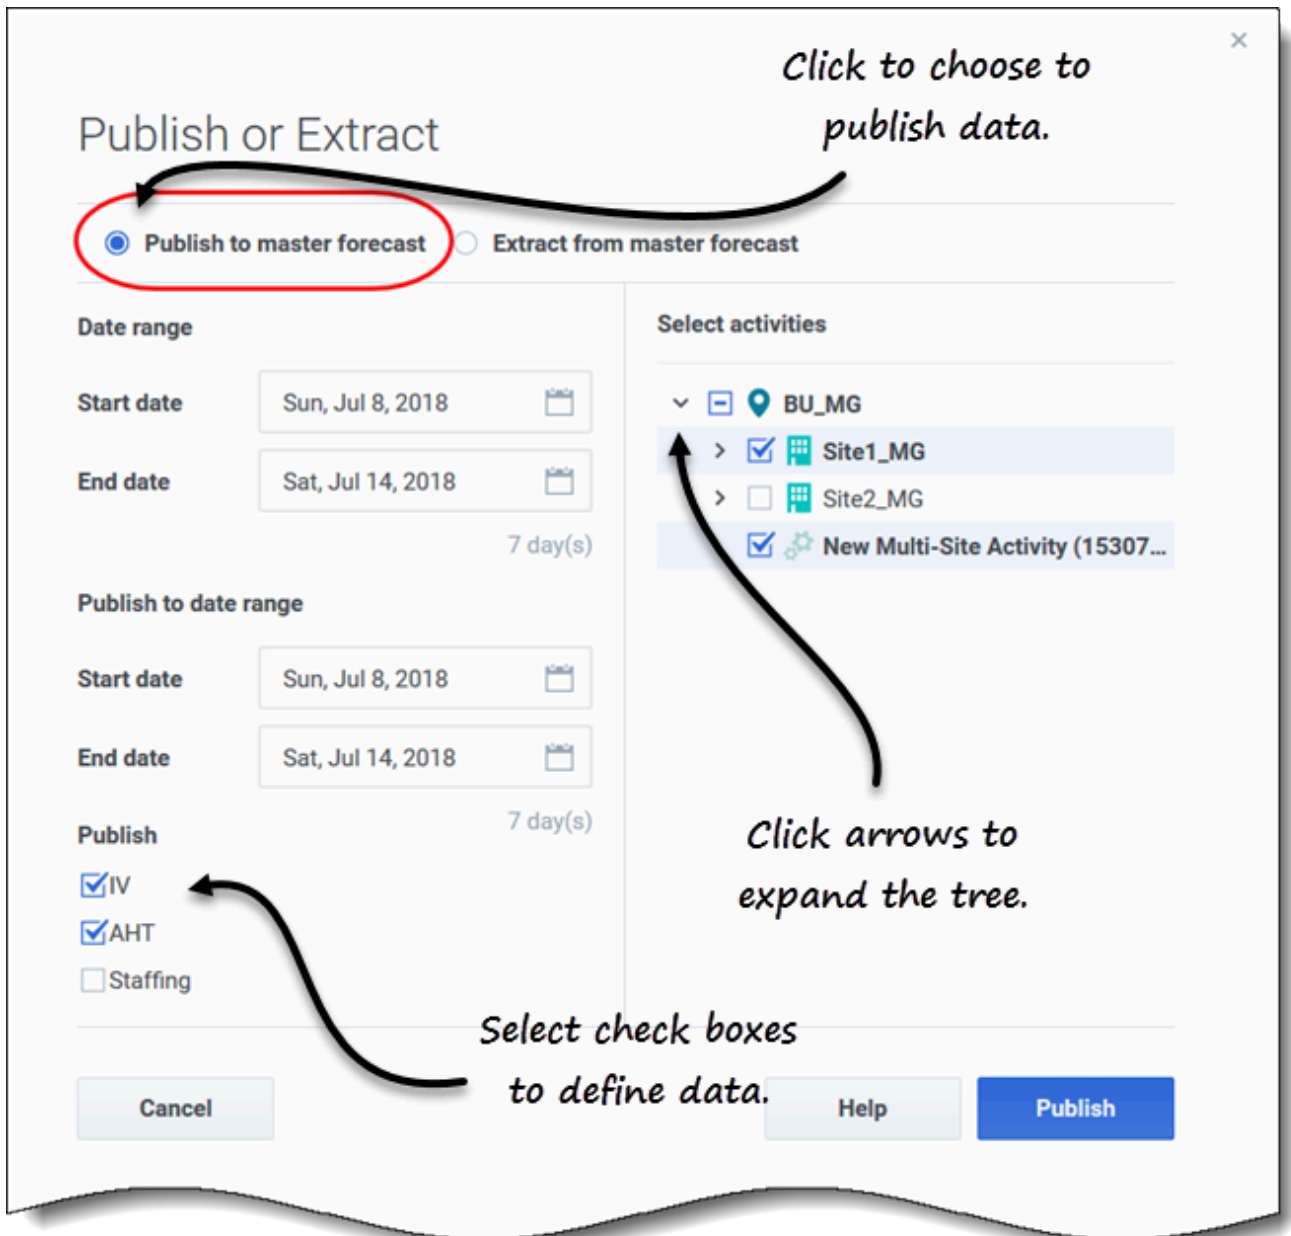 Click to choose to
publish data.
Publish or Extract
Publish to master forecast
Extract from master forecast
Date range
Start date
Sun, Jul 8, 2018
End date
Sat, Jul 14, 2018
7 day(s)
Publish to date range
Start date
Sun, Jul 8, 2018
End date
Sat, Jul 14, 2018
7 day(s)
Publish
IV
AHT
Staffing
Select activities
BU_MG
Site1_MG
Site2_MG
New Multi-Site Activity (15307...
Click arrows to
expand the tree.
Select check boxes
to define data.
Cancel
Help
Publish